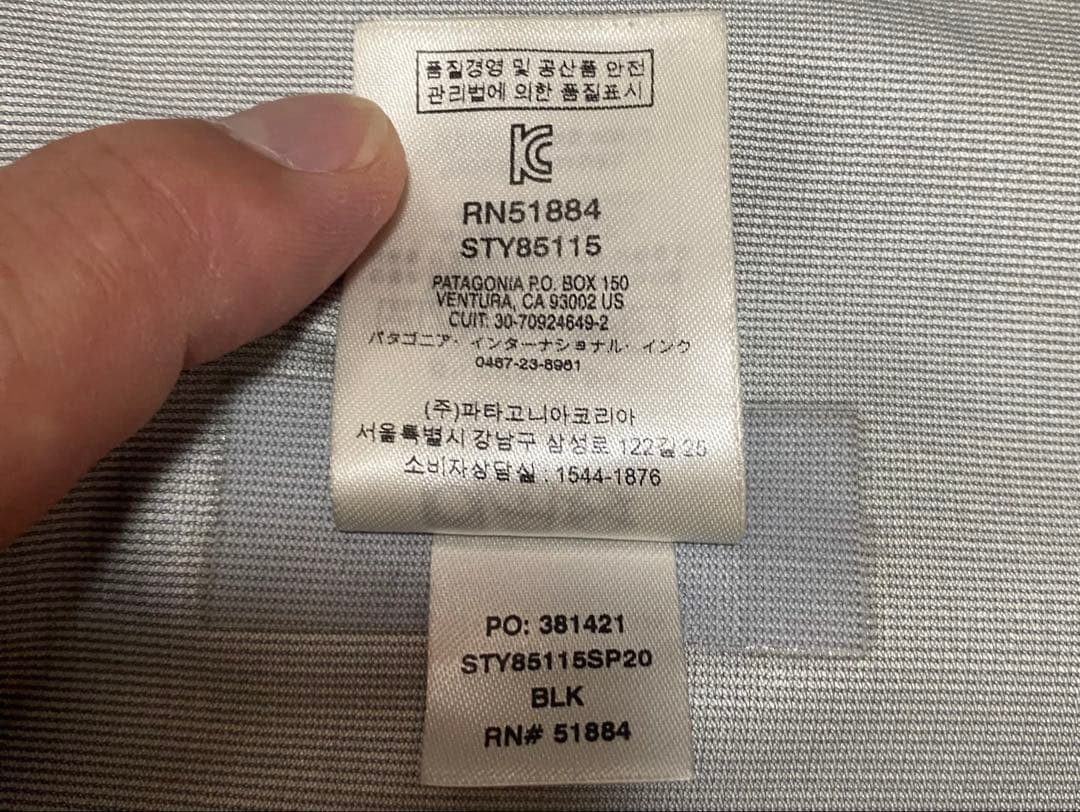 품질경영 및 공산품 안전
관리법에 의한 품질표시
RN51884
STY85115
PATAGONIA P.O. BOX 150
VENTURA, CA 93002 US
CUIT: 30-70924649-2
パタゴニア・インターナショナル・インク
0467-23-8961
(주)파타고니아코리아
서울특별시 강남구 삼성로 122길 25
소비자상담실 : 1544-1876
PO: 381421
STY85115SP20
BLK
RN# 51884